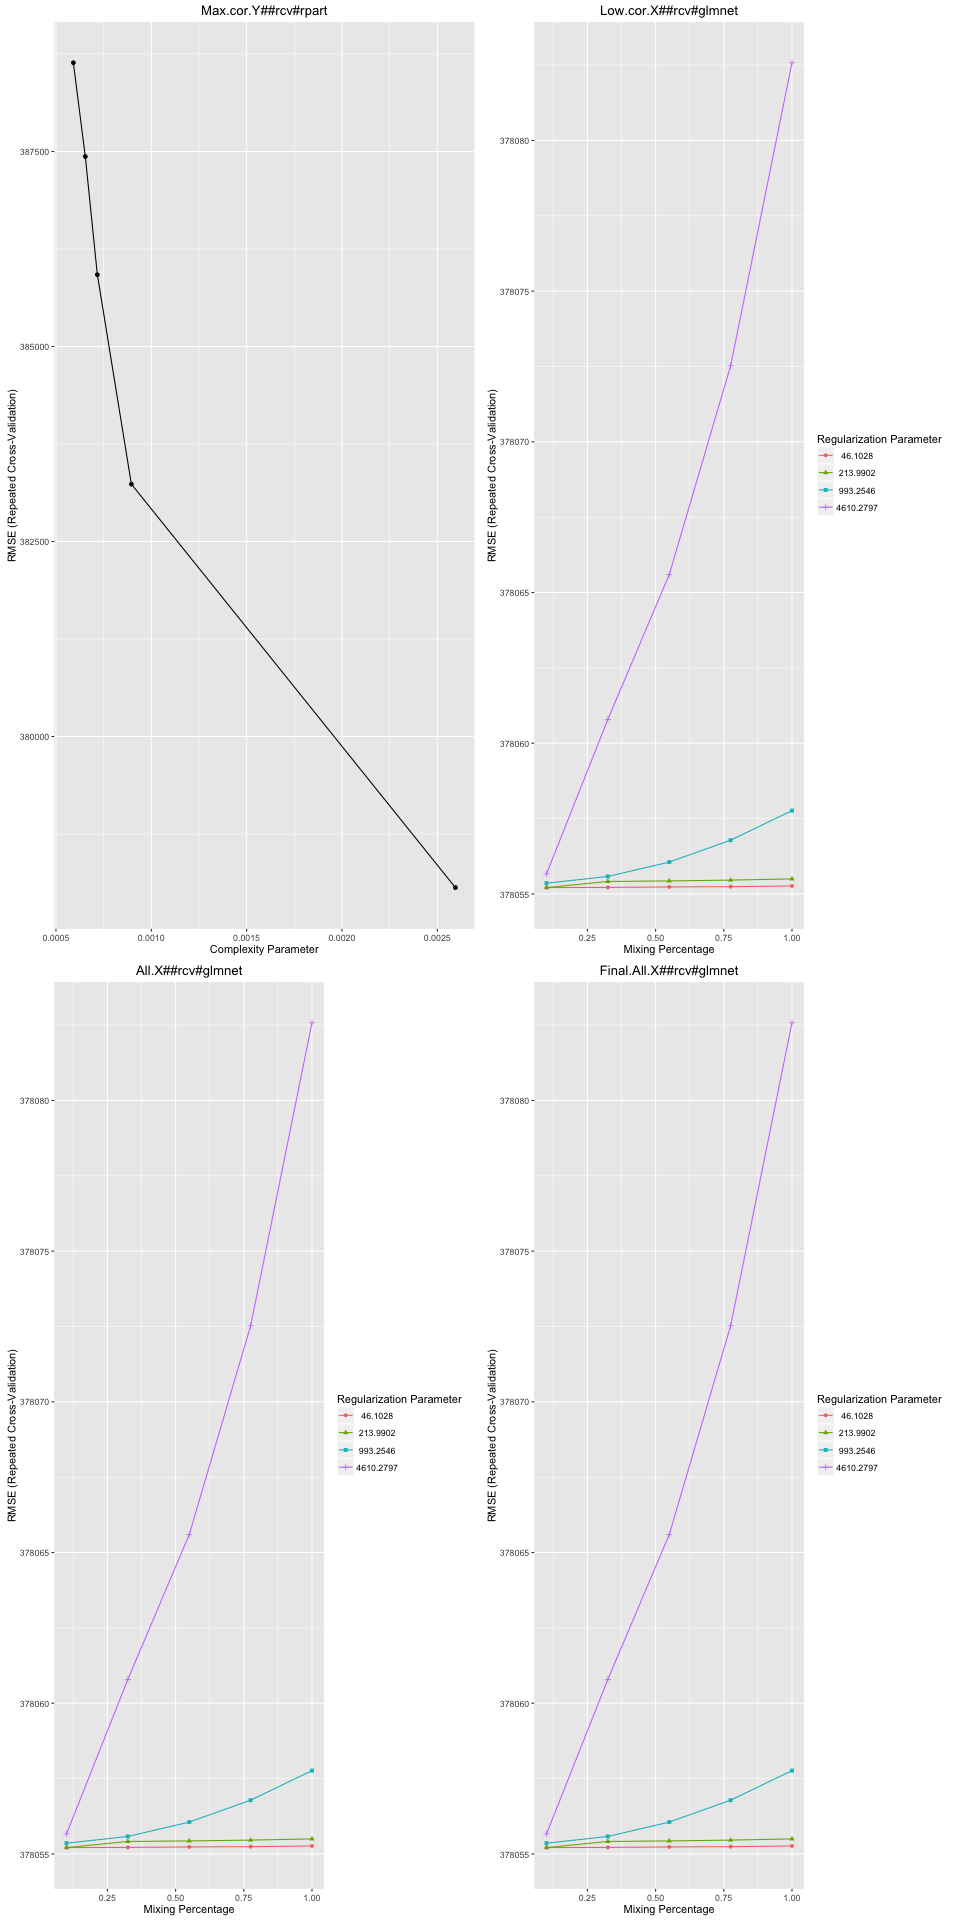 Max.cor.Y##rcv#rpart
RMSE (Repeated Cross-Validation)
387500
385000
382500
380000
0.0005 0.0010 0.0015 0.0020 0.0025
Complexity Parameter
Low.cor.X##rcv#glmnet
RMSE (Repeated Cross-Validation)
378080
378075
378070
378065
378060
378055
0.25 0.50 0.75 1.00
Mixing Percentage
Regularization Parameter
46.1028
213.9902
993.2546
4610.2797
All.X##rcv#glmnet
RMSE (Repeated Cross-Validation)
378080
378075
378070
378065
378060
378055
0.25 0.50 0.75 1.00
Mixing Percentage
Regularization Parameter
46.1028
213.9902
993.2546
4610.2797
Final.All.X##rcv#glmnet
RMSE (Repeated Cross-Validation)
378080
378075
378070
378065
378060
378055
0.25 0.50 0.75 1.00
Mixing Percentage
Regularization Parameter
46.1028
213.9902
993.2546
4610.2797